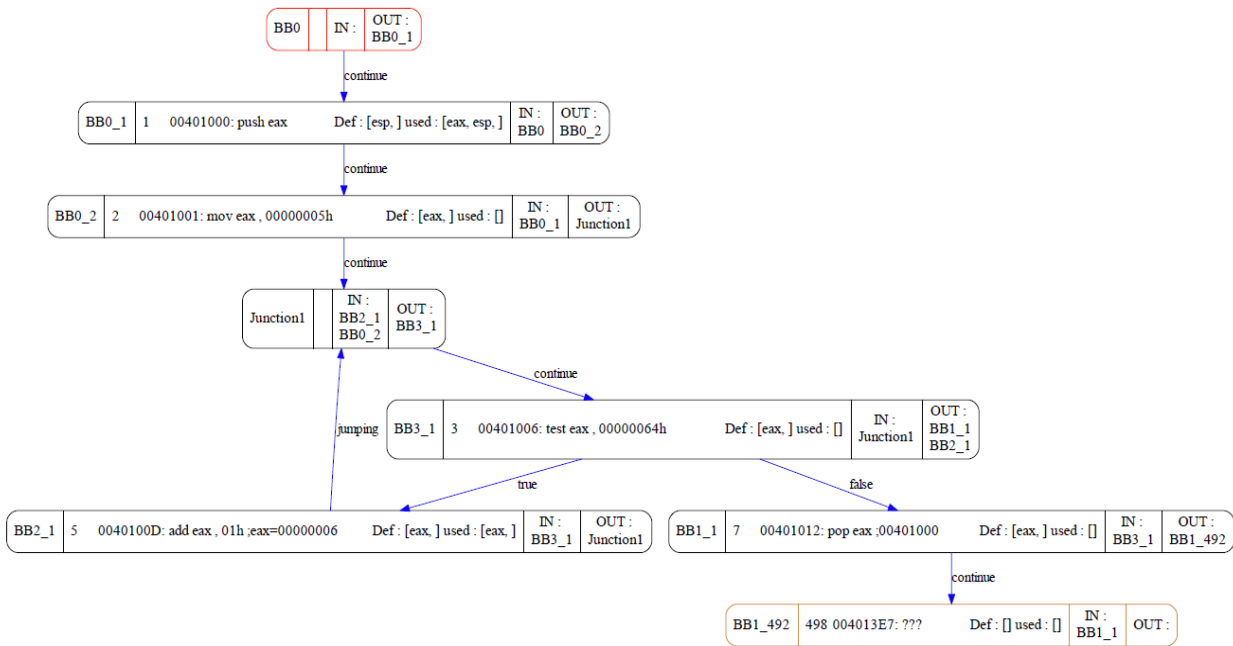 BB0 IN : OUT :
BB0_1
continue
BB0_1 1 00401000: push eax Def : [esp, ] used : [eax, esp, ] IN : OUT :
BB0 BB0_2
continue
BB0_2 2 00401001: mov eax , 00000005h Def : [eax, ] used : [] IN : OUT :
BB0_1 Junction1
continue
Junction1 IN : OUT :
BB2_1 BB3_1
BB0_2
continue
jumping
BB3_1 3 00401006: test eax , 00000064h Def : [eax, ] used : [] IN : OUT :
Junction1 BB1_1
BB2_1
true
false
BB2_1 5 0040100D: add eax , 01h ;eax=00000006 Def : [eax, ] used : [eax, ] IN : OUT :
BB3_1 Junction1
BB1_1 7 00401012: pop eax ;00401000 Def : [eax, ] used : [] IN : OUT :
BB3_1 BB1_492
continue
BB1_492 498 004013E7: ??? Def : [] used : [] IN : OUT :
BB1_1